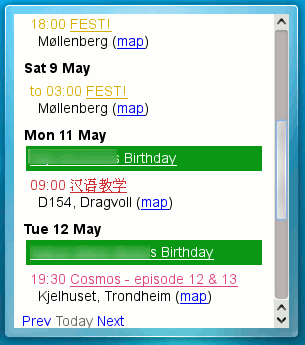 18:00 FEST!
Møllenberg (map)
Sat 9 May
to 03:00 FEST!
Møllenberg (map)
Mon 11 May
s Birthday
09:00 汉语教学
D154, Dragvoll (map)
Tue 12 May
s Birthday
19:30 Cosmos - episode 12 & 13
Kjelhuset, Trondheim (map)
Prev Today Next